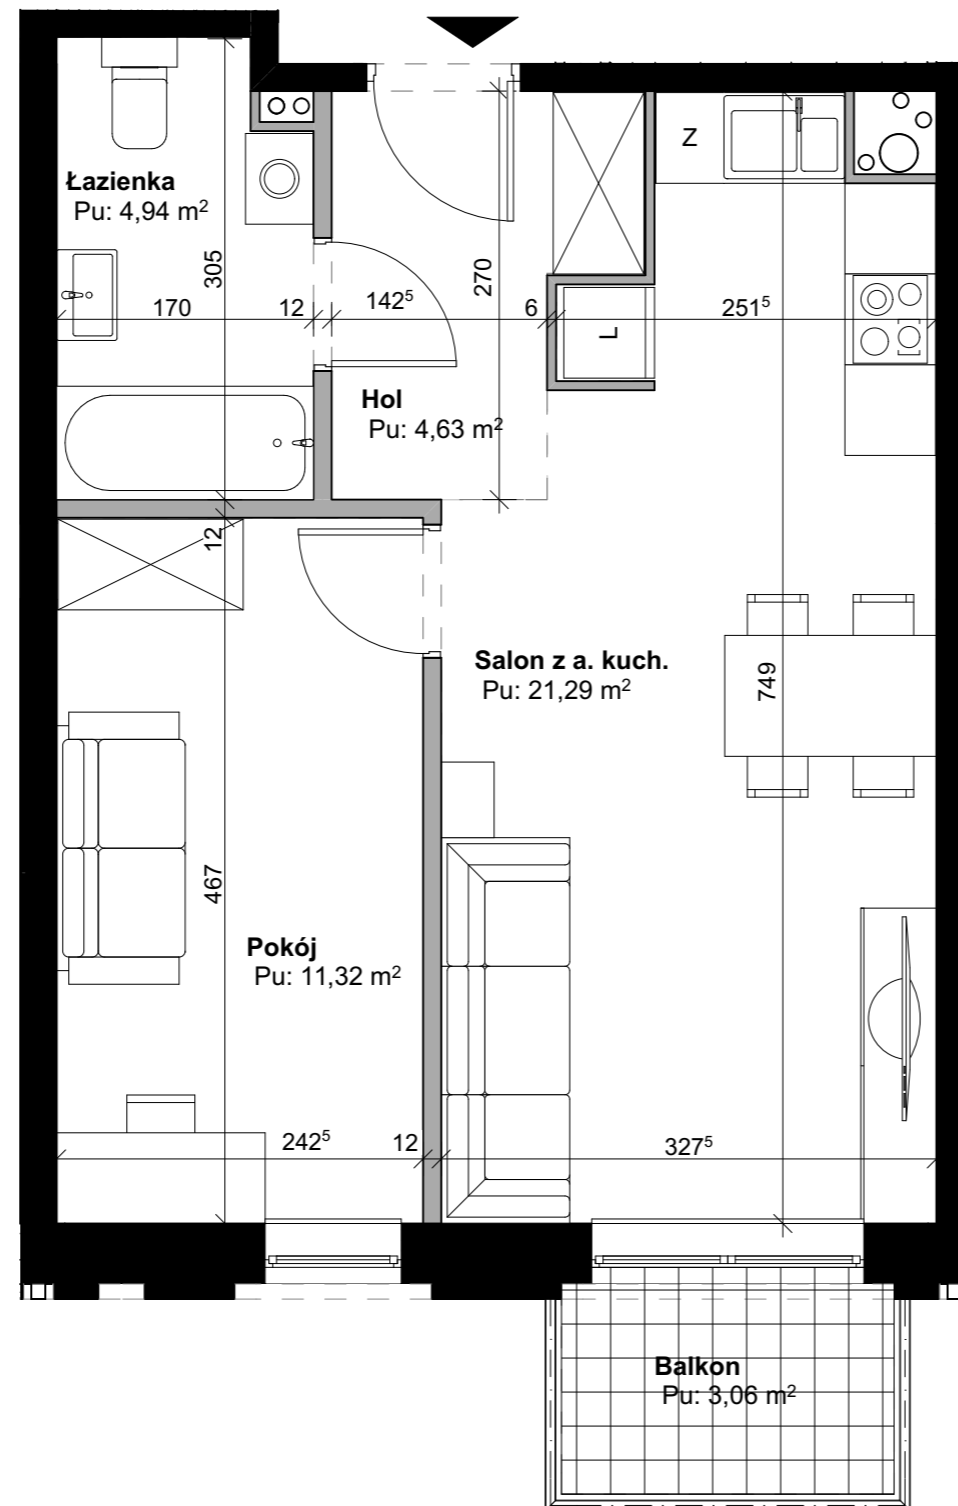 Z
Łazienka
Pu: 4,94 m²
305
270
170
12
142⁵
6
251⁵
L
Hol
Pu: 4,63 m²
12
Salon z a. kuch.
Pu: 21,29 m²
749
467
Pokój
Pu: 11,32 m²
242⁵
12
327⁵
Balkon
Pu: 3,06 m²